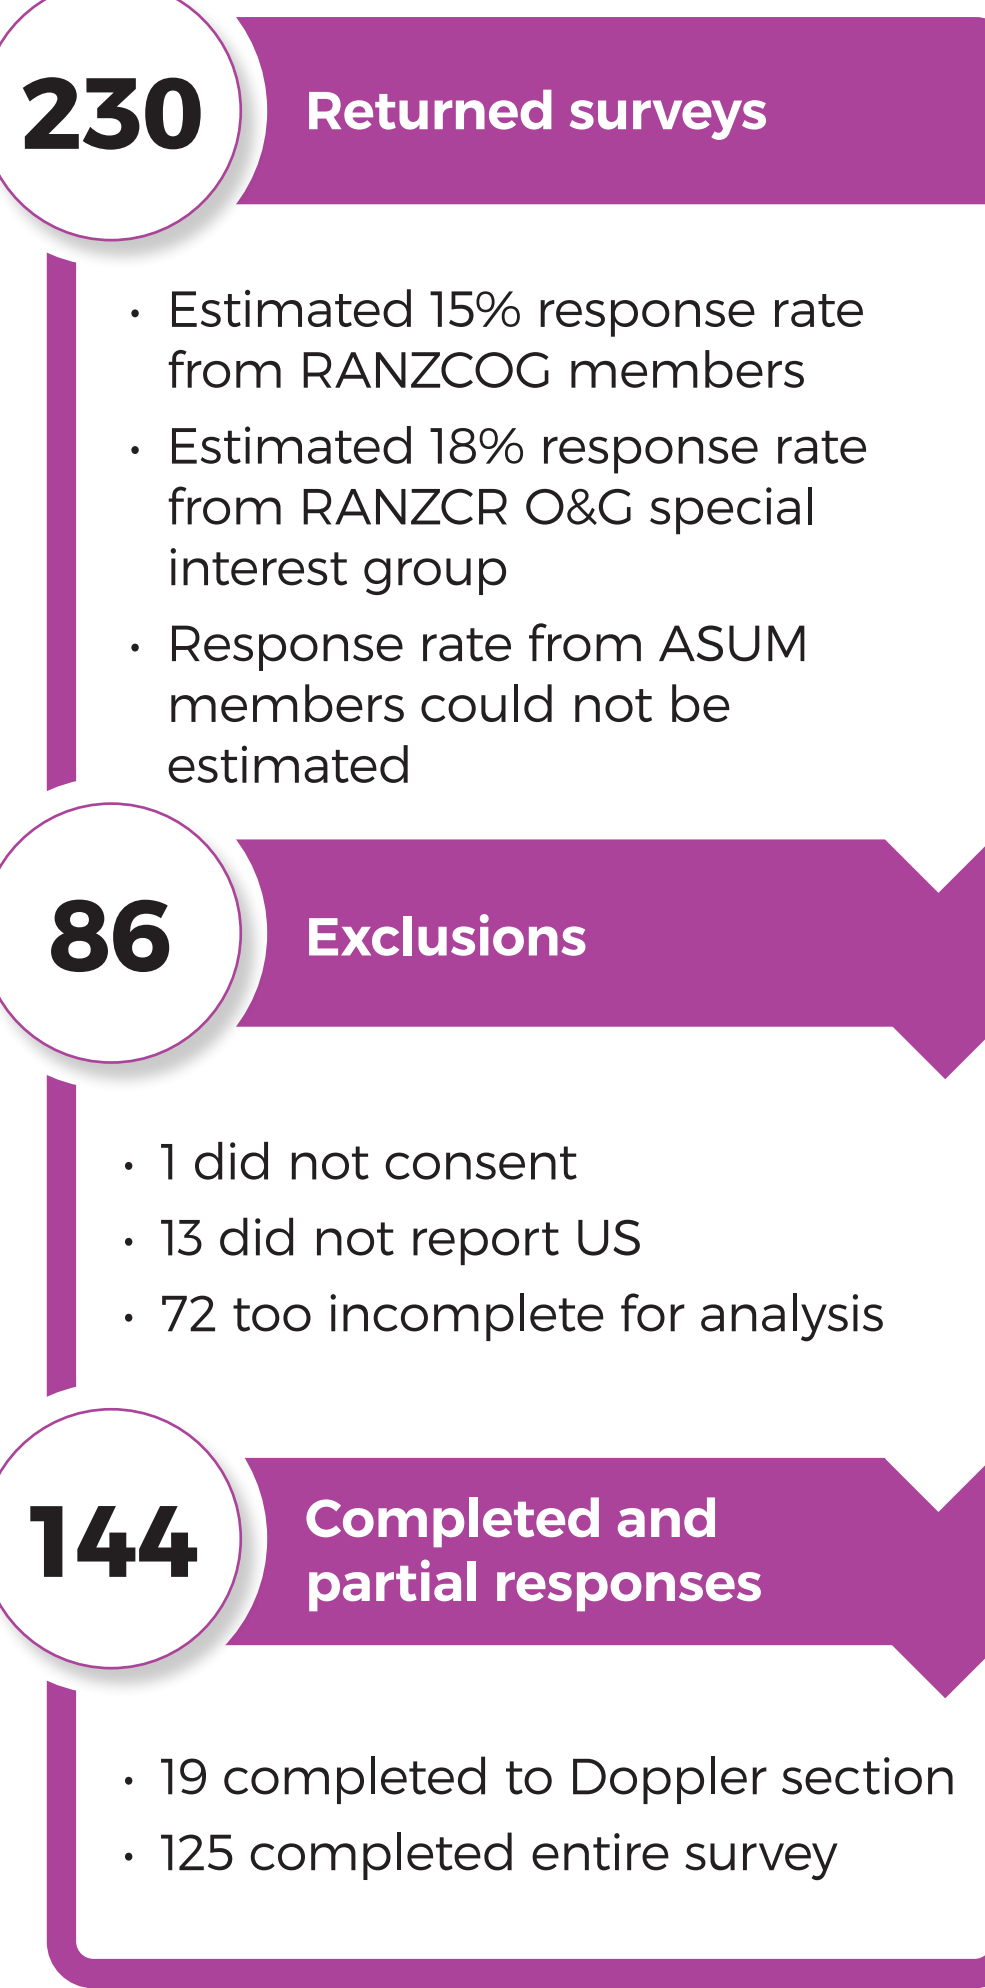 230
Returned surveys
• Estimated 15% response rate
from RANZCOG members
• Estimated 18% response rate
from RANZCR O&G special
interest group
• Response rate from ASUM
members could not be
estimated
86
Exclusions
• 1 did not consent
• 13 did not report US
• 72 too incomplete for analysis
144
Completed and
partial responses
• 19 completed to Doppler section
• 125 completed entire survey